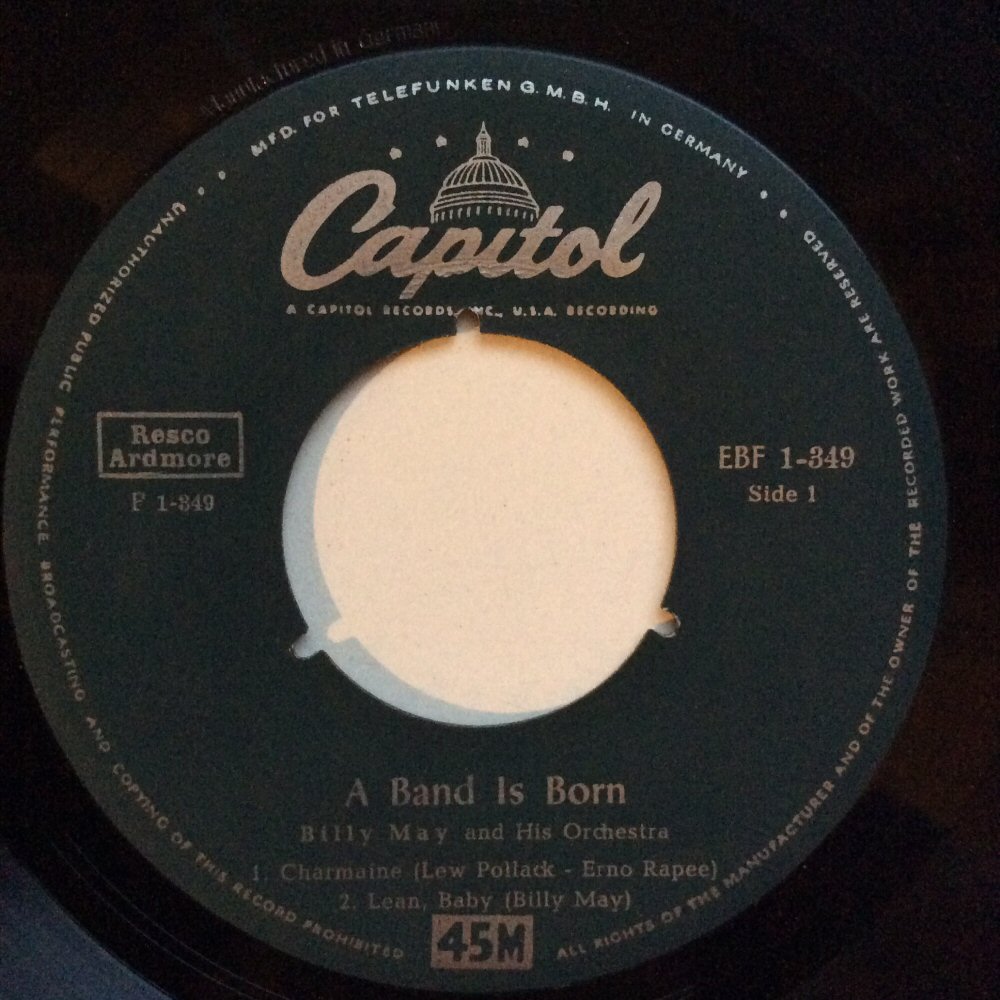 Manufactured in Germany
MFD. FOR TELEFUNKEN G.M.B.H. IN GERMANY
Capitol
A CAPITOL RECORDS, INC., U.S.A. RECORDING
Resco
Ardmore
F 1-349
EBF 1-349
Side 1
A Band Is Born
Billy May and His Orchestra
1. Charmaine (Lew Pollack - Erno Rapee)
2. Lean, Baby (Billy May)
45M
ALL RIGHTS OF THE MANUFACTURER AND OF THE OWNER OF THE RECORDED WORK ARE RESERVED
UNAUTHORIZED PUBLIC PERFORMANCE BROADCASTING AND COPYING OF THIS RECORD PROHIBITED